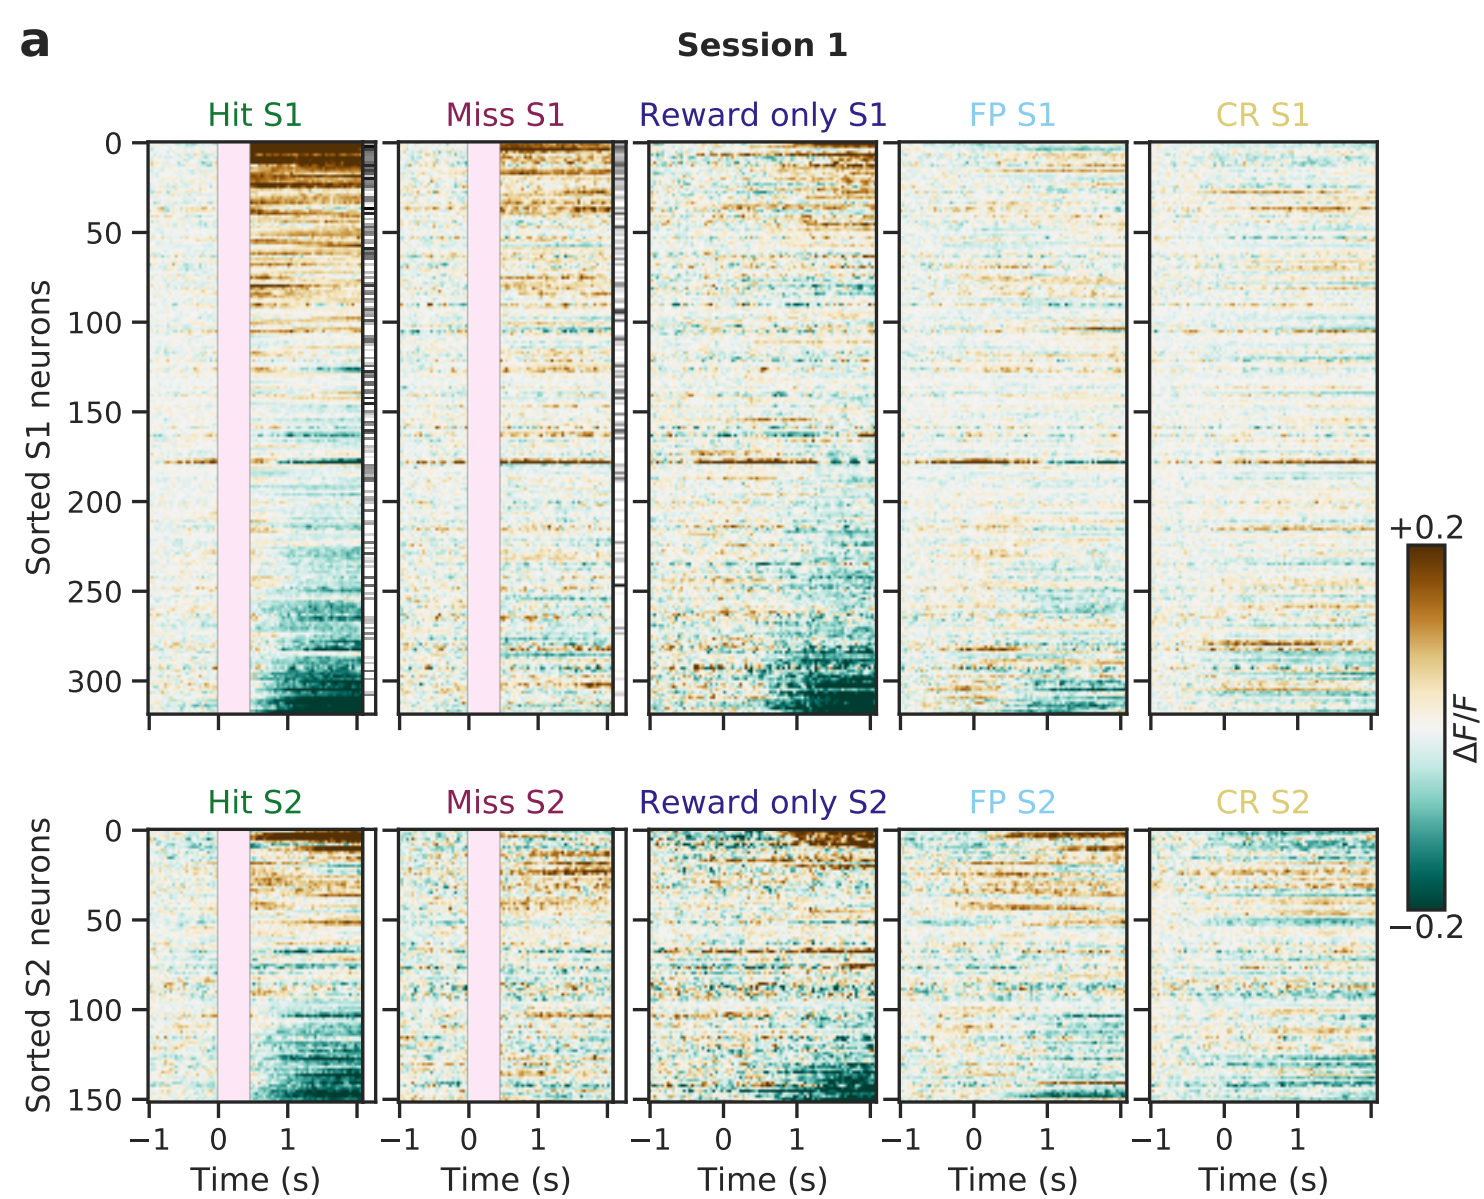 a
Session 1
Hit S1 Miss S1 Reward only S1 FP S1 CR S1
Sorted S1 neurons
0
50
100
150
200
250
300
+0.2
ΔF/F
−0.2
Hit S2 Miss S2 Reward only S2 FP S2 CR S2
Sorted S2 neurons
0
50
100
150
−1 0 1 −1 0 1 −1 0 1 −1 0 1 −1 0 1
Time (s) Time (s) Time (s) Time (s) Time (s)